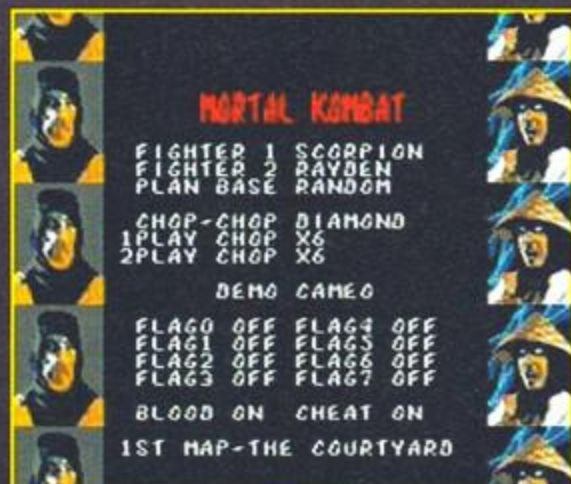 MORTAL KOMBAT
FIGHTER 1 SCORPION
FIGHTER 2 RAYDEN
PLAN BASE RANDOM
CHOP-CHOP DIAMOND
1PLAY CHOP X6
2PLAY CHOP X6
DEMO CAMEO
FLAG0 OFF FLAG4 OFF
FLAG1 OFF FLAG5 OFF
FLAG2 OFF FLAG6 OFF
FLAG3 OFF FLAG7 OFF
BLOOD ON CHEAT ON
1ST MAP-THE COURTYARD